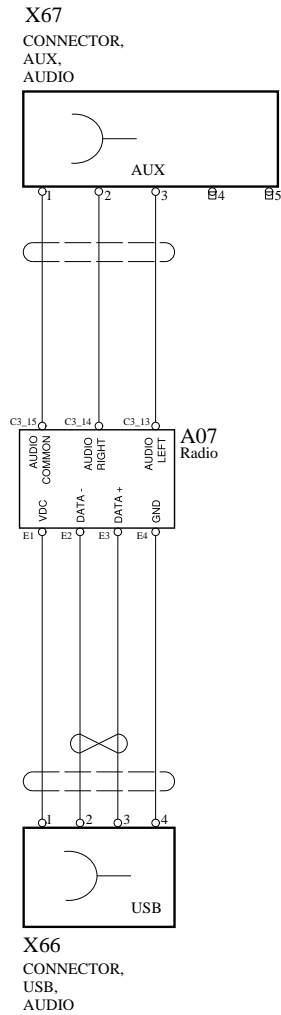 X67
CONNECTOR,
AUX,
AUDIO
AUX
1 2 3 4 5
C3_15 C3_14 C3_13
AUDIO
COMMON
AUDIO
RIGHT
AUDIO
LEFT
A07
Radio
VDC
DATA -
DATA +
GND
E1 E2 E3 E4
1 2 3 4
USB
X66
CONNECTOR,
USB,
AUDIO